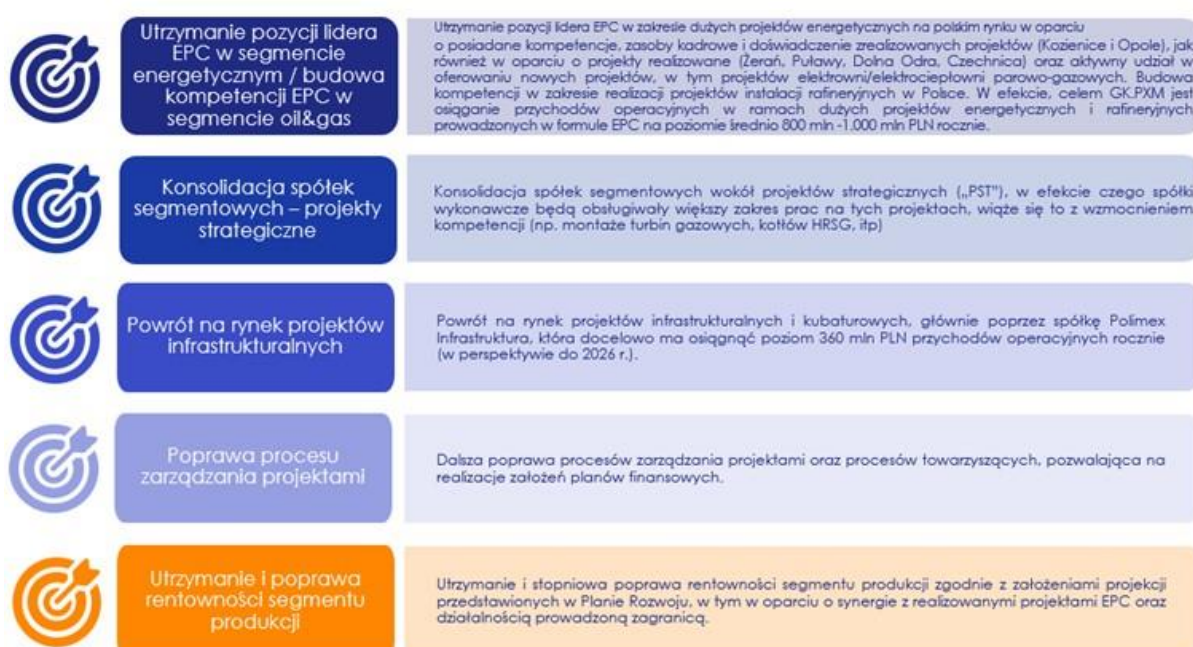 Utrzymanie pozycji lidera
EPC w segmencie
energetycznym / budowa
kompetencji EPC w
segmencie oil&gas
Utrzymanie pozycji lidera EPC w zakresie dużych projektów energetycznych na polskim rynku w oparciu
o posiadane kompetencje, zasoby kadrowe i doświadczenie zrealizowanych projektów (Kozienice i Opole), jak
również w oparciu o projekty realizowane (Żerań, Puławy, Dolna Odra, Czechnica) oraz aktywny udział w
oferowaniu nowych projektów, w tym projektów elektrowni/elektrociepłowni parowo-gazowych. Budowa
kompetencji w zakresie realizacji projektów instalacji rafineryjnych w Polsce. W efekcie, celem GK.PXM jest
osiąganie przychodów operacyjnych w ramach dużych projektów energetycznych i rafineryjnych
prowadzonych w formule EPC na poziomie średnio 800 mln -1.000 mln PLN rocznie.
Konsolidacja spółek
segmentowych – projekty
strategiczne
Konsolidacja spółek segmentowych wokół projektów strategicznych („PST"), w efekcie czego spółki
wykonawcze będą obsługiwały większy zakres prac na tych projektach, wiąże się to z wzmocnieniem
kompetencji (np. montaże turbin gazowych, kotłów HRSG, itp)
Powrót na rynek projektów
infrastrukturalnych
Powrót na rynek projektów infrastrukturalnych i kubaturowych, głównie poprzez spółkę Polimex
Infrastruktura, która docelowo ma osiągnąć poziom 360 mln PLN przychodów operacyjnych rocznie
(w perspektywie do 2026 r.).
Poprawa procesu
zarządzania projektami
Dalsza poprawa procesów zarządzania projektami oraz procesów towarzyszących, pozwalająca na
realizacje założeń planów finansowych.
Utrzymanie i poprawa
rentowności segmentu
produkcji
Utrzymanie i stopniowa poprawa rentowności segmentu produkcji zgodnie z założeniami projekcji
przedstawionych w Planie Rozwoju, w tym w oparciu o synergie z realizowanymi projektami EPC oraz
działalnością prowadzoną zagranicą.